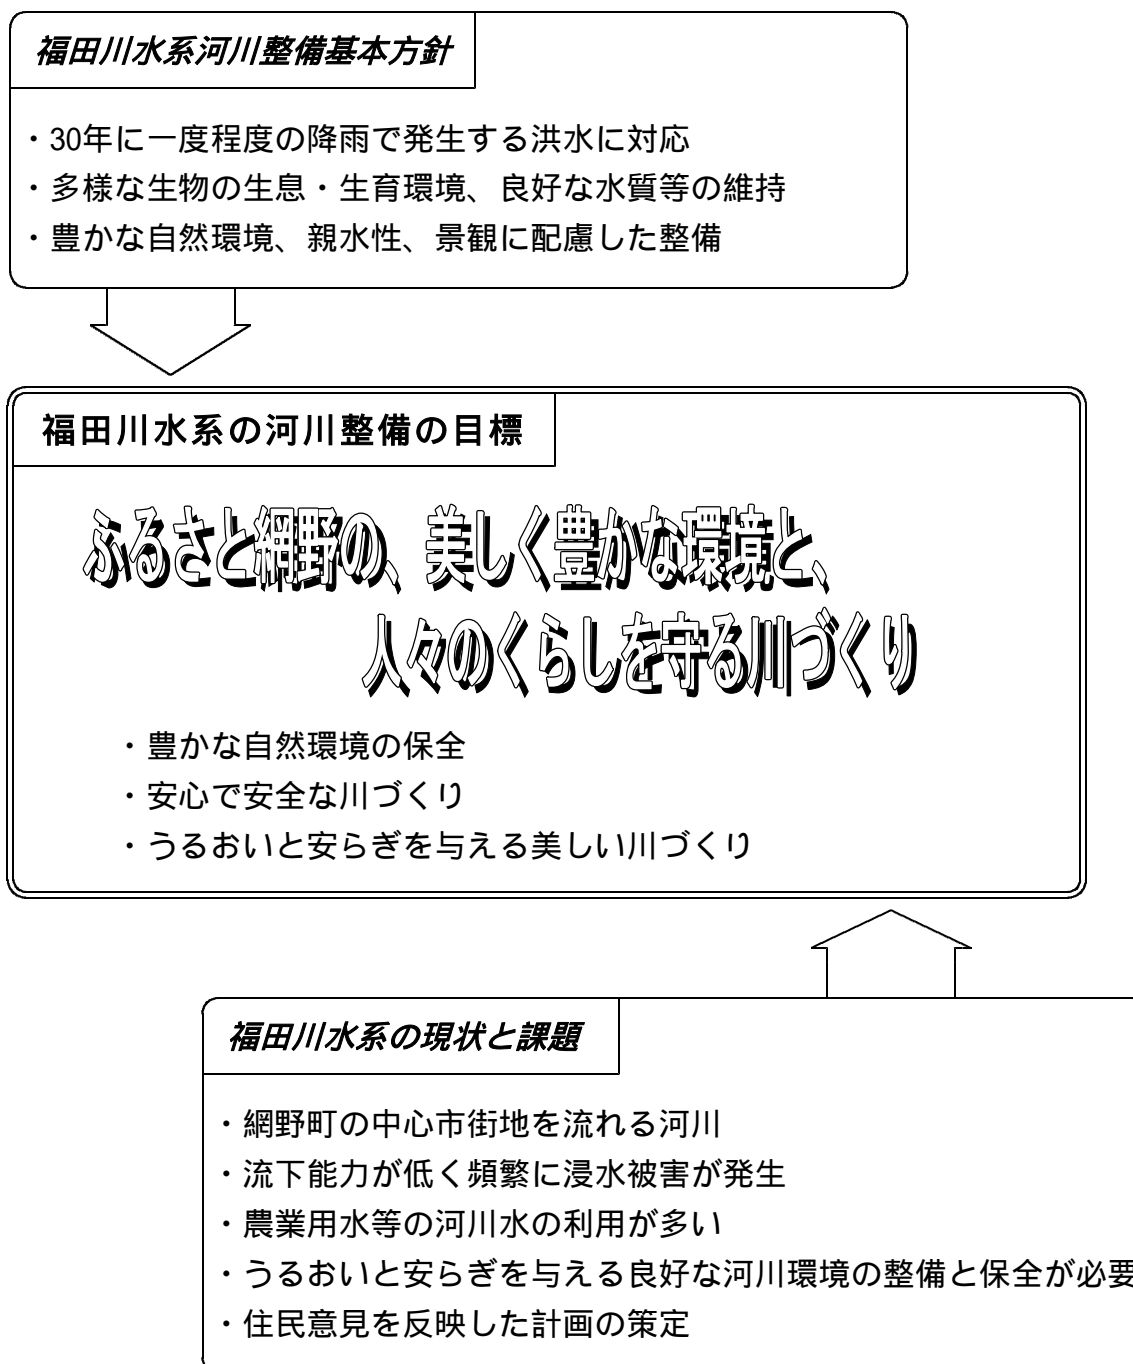 福田川水系河川整備基本方針
・30年に一度程度の降雨で発生する洪水に対応
・多様な生物の生息・生育環境、良好な水質等の維持
・豊かな自然環境、親水性、景観に配慮した整備
福田川水系の河川整備の目標
ふるさと網野の、美しく豊かな環境と、
人々のくらしを守る川づくり
・豊かな自然環境の保全
・安心で安全な川づくり
・うるおいと安らぎを与える美しい川づくり
福田川水系の現状と課題
・網野町の中心市街地を流れる河川
・流下能力が低く頻繁に浸水被害が発生
・農業用水等の河川水の利用が多い
・うるおいと安らぎを与える良好な河川環境の整備と保全が必要
・住民意見を反映した計画の策定